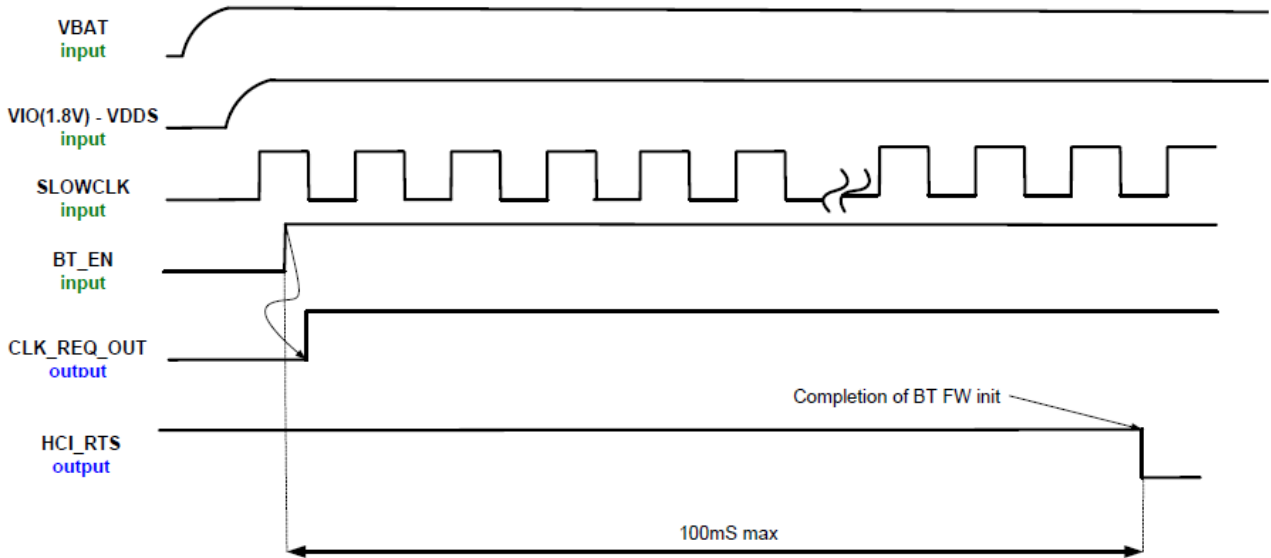 VBAT
input
VIO(1.8V) - VDDS
input
SLOWCLK
input
BT_EN
input
CLK_REQ_OUT
output
Completion of BT FW init
HCI_RTS
output
100mS max